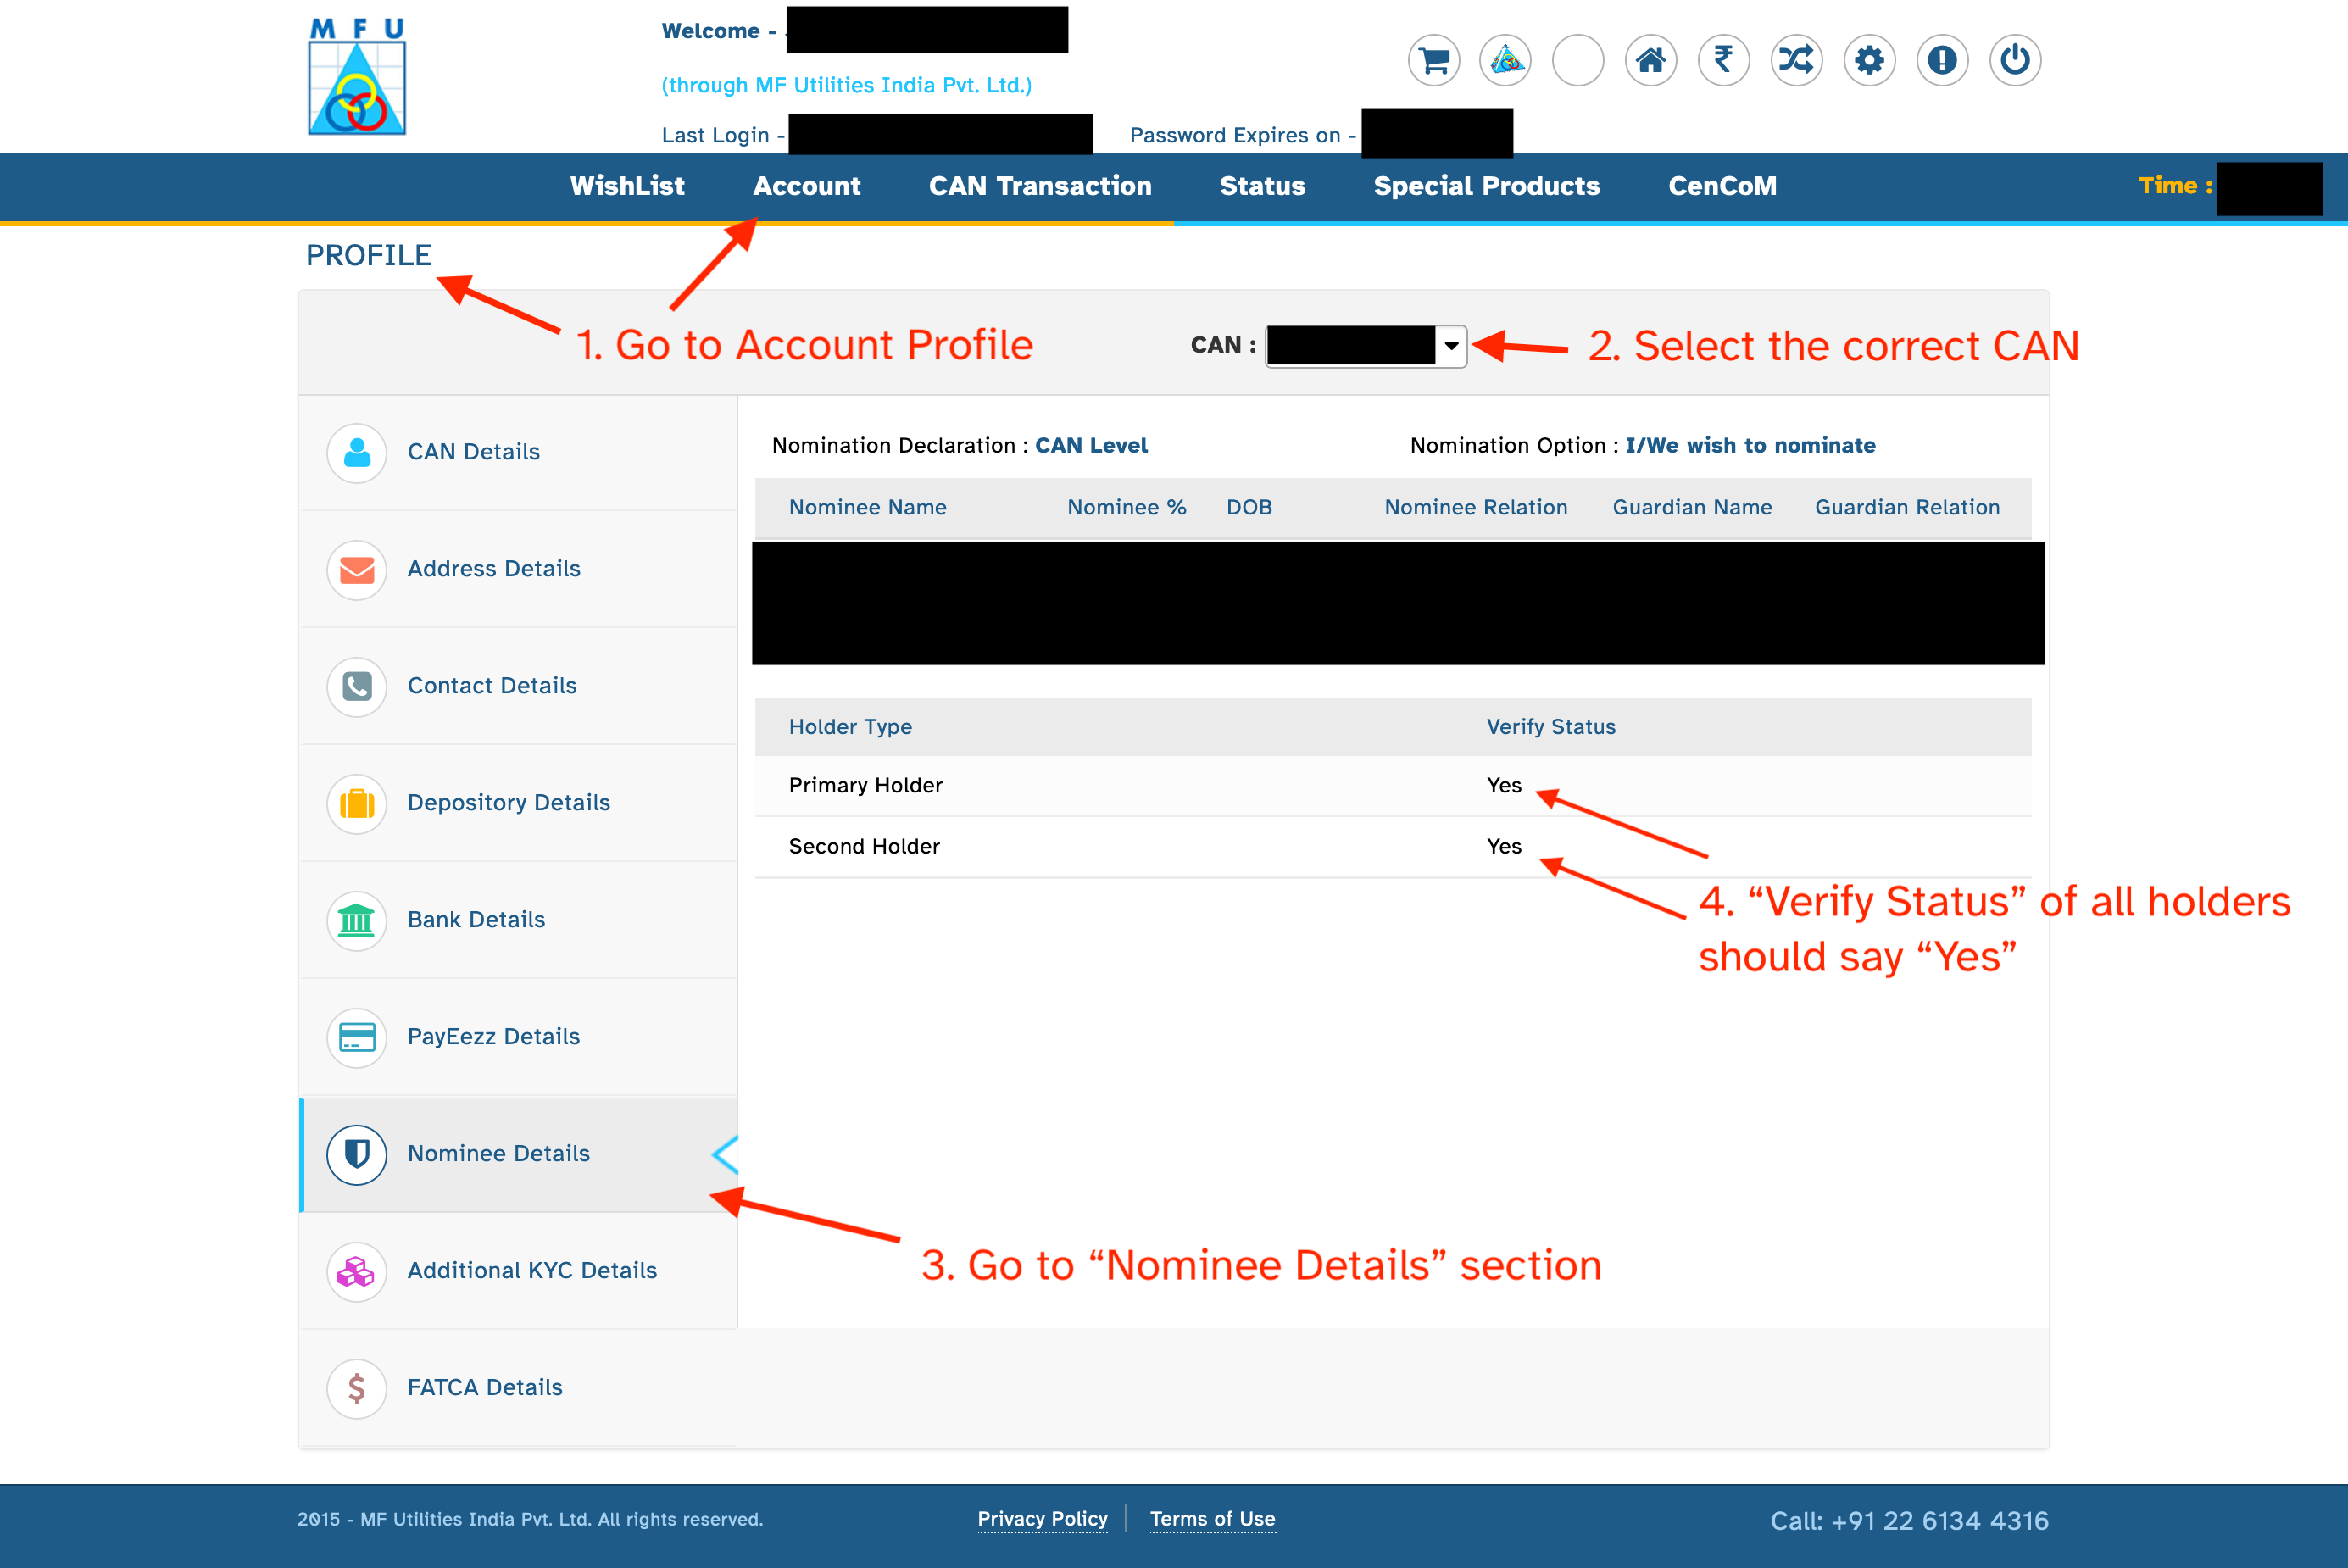 M F U
Welcome -
(through MF Utilities India Pvt. Ltd.)
Last Login - Password Expires on -
WishList Account CAN Transaction Status Special Products CenCoM Time :
PROFILE
1. Go to Account Profile
CAN :
2. Select the correct CAN
CAN Details
Address Details
Contact Details
Depository Details
Bank Details
PayEezz Details
Nominee Details
Additional KYC Details
FATCA Details
Nomination Declaration : CAN Level Nomination Option : I/We wish to nominate
Nominee Name Nominee % DOB Nominee Relation Guardian Name Guardian Relation
Holder Type Verify Status
Primary Holder Yes
Second Holder Yes
4. “Verify Status” of all holders
should say “Yes”
3. Go to “Nominee Details” section
2015 - MF Utilities India Pvt. Ltd. All rights reserved. Privacy Policy Terms of Use Call: +91 22 6134 4316